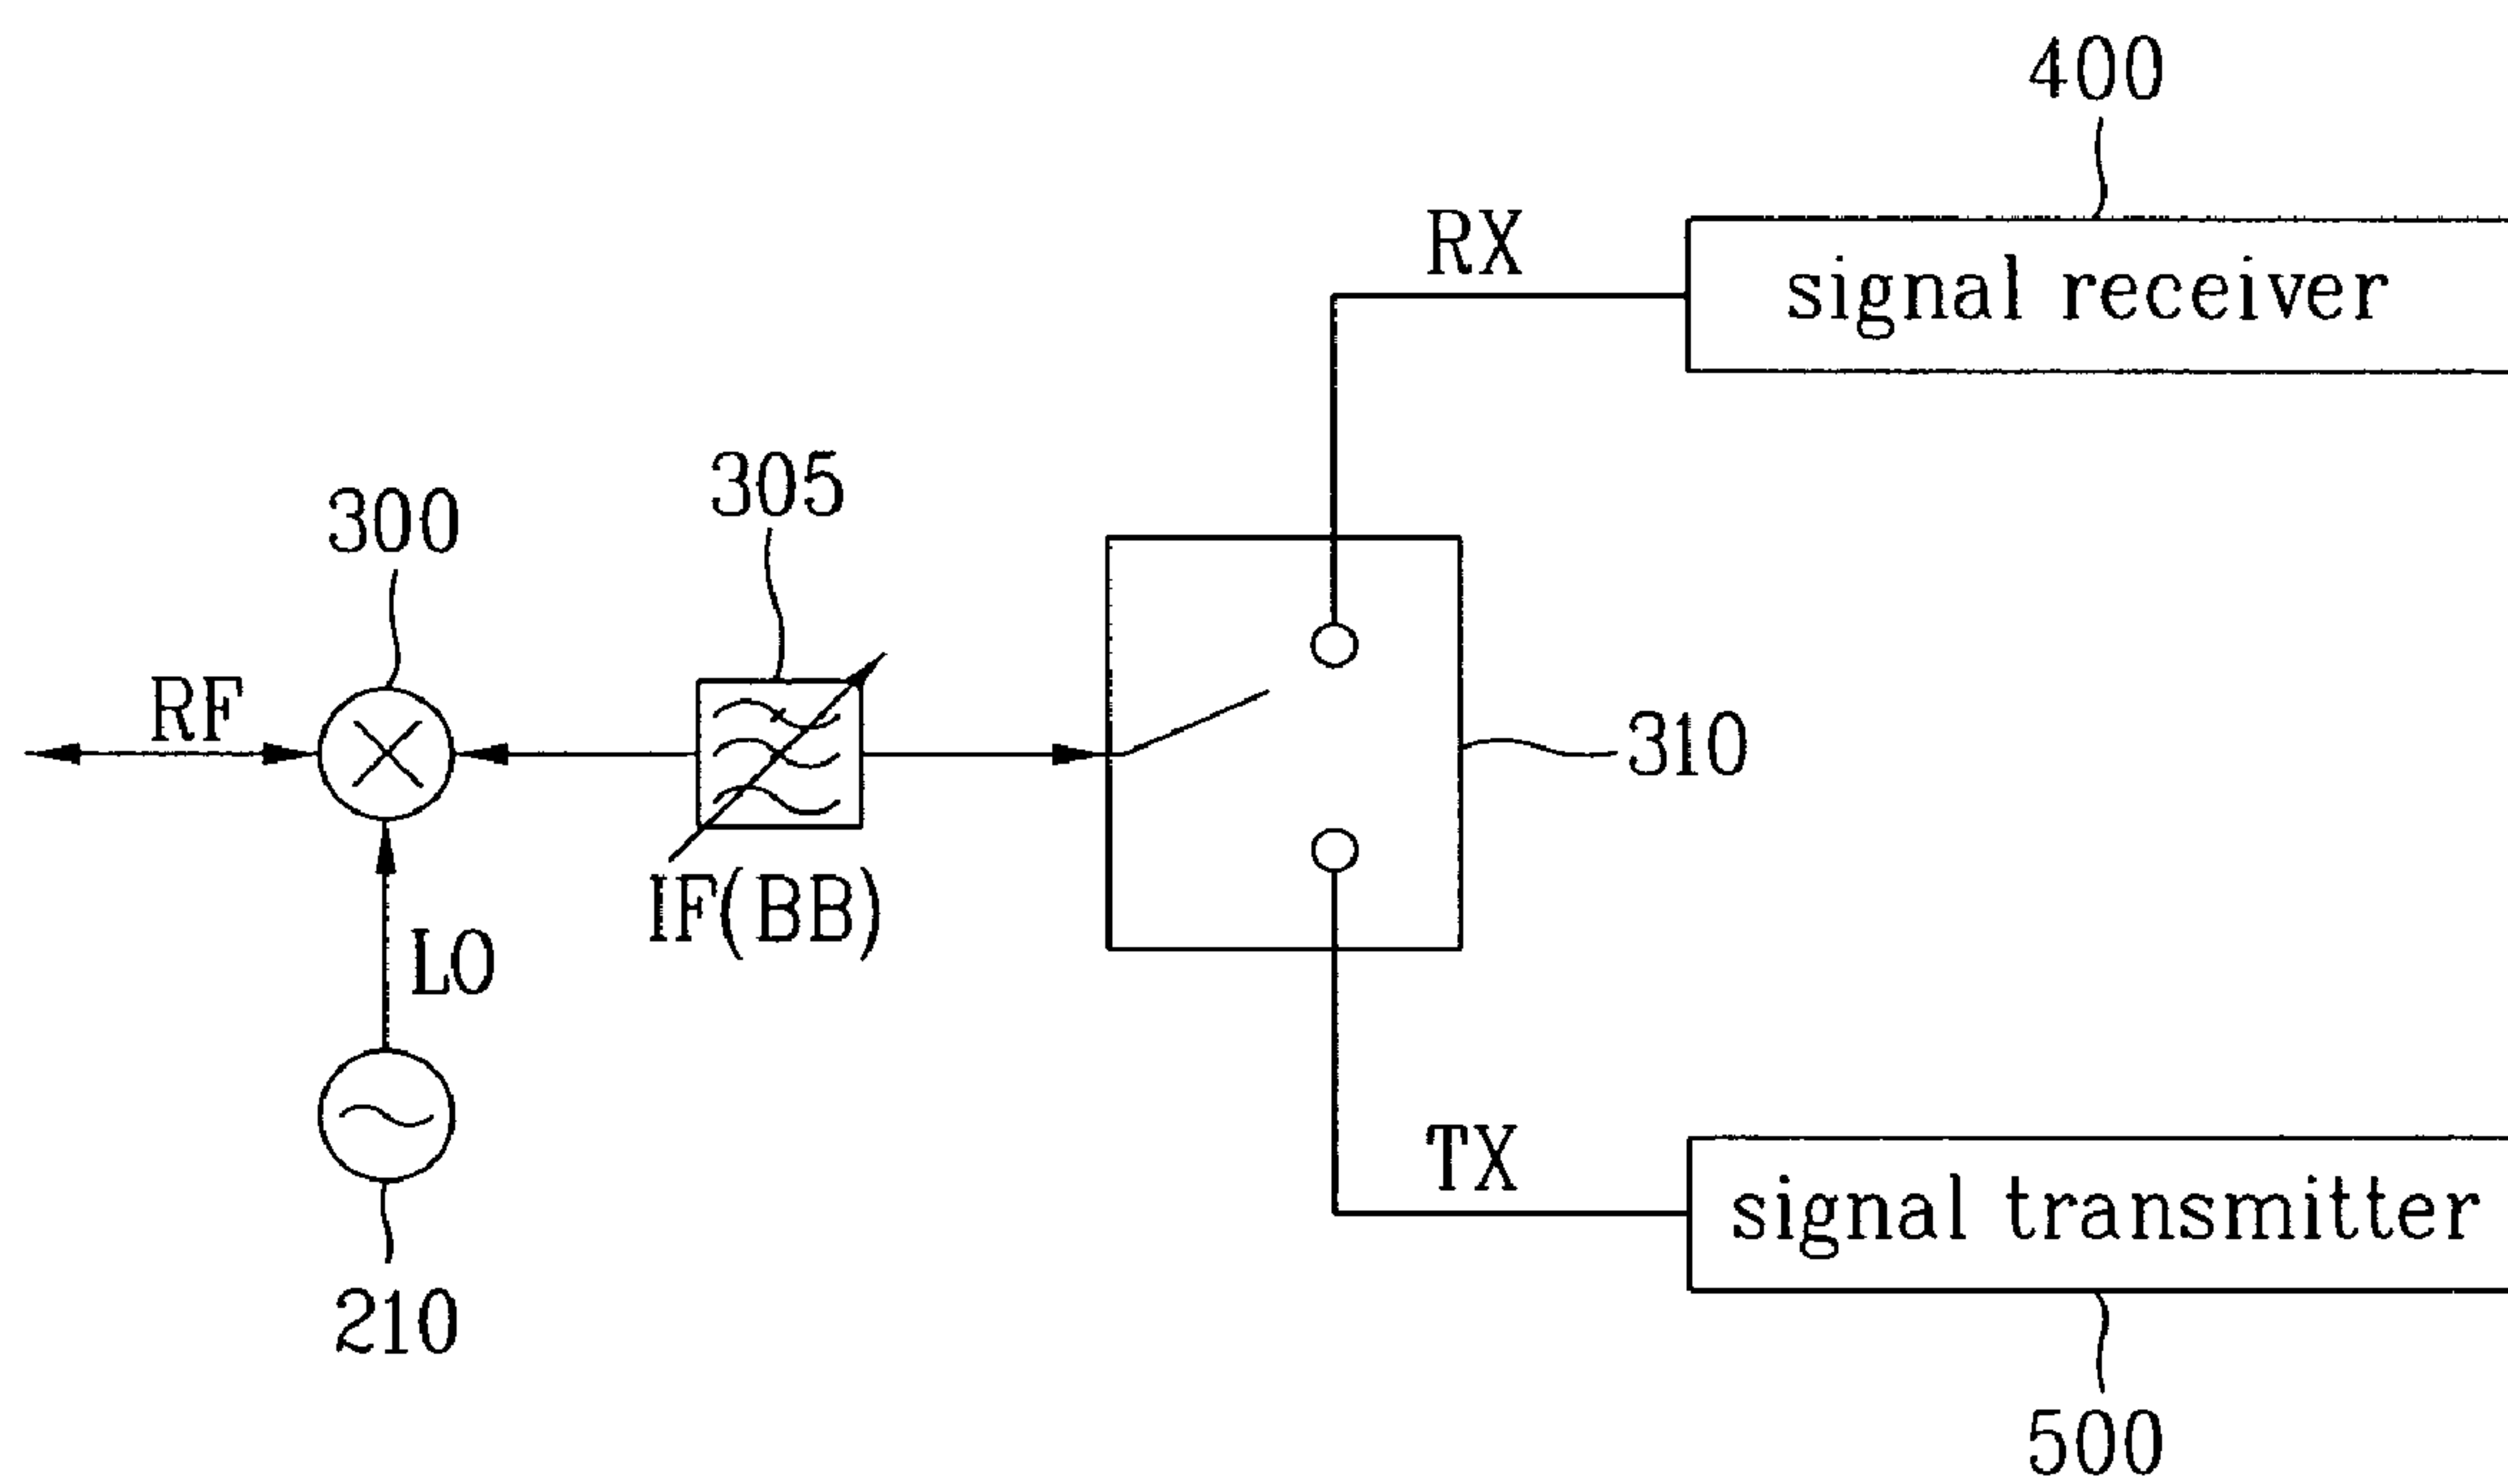 400
RX
signal receiver
305
300
RF
310
IF(BB)
LO
TX
signal transmitter
210
500